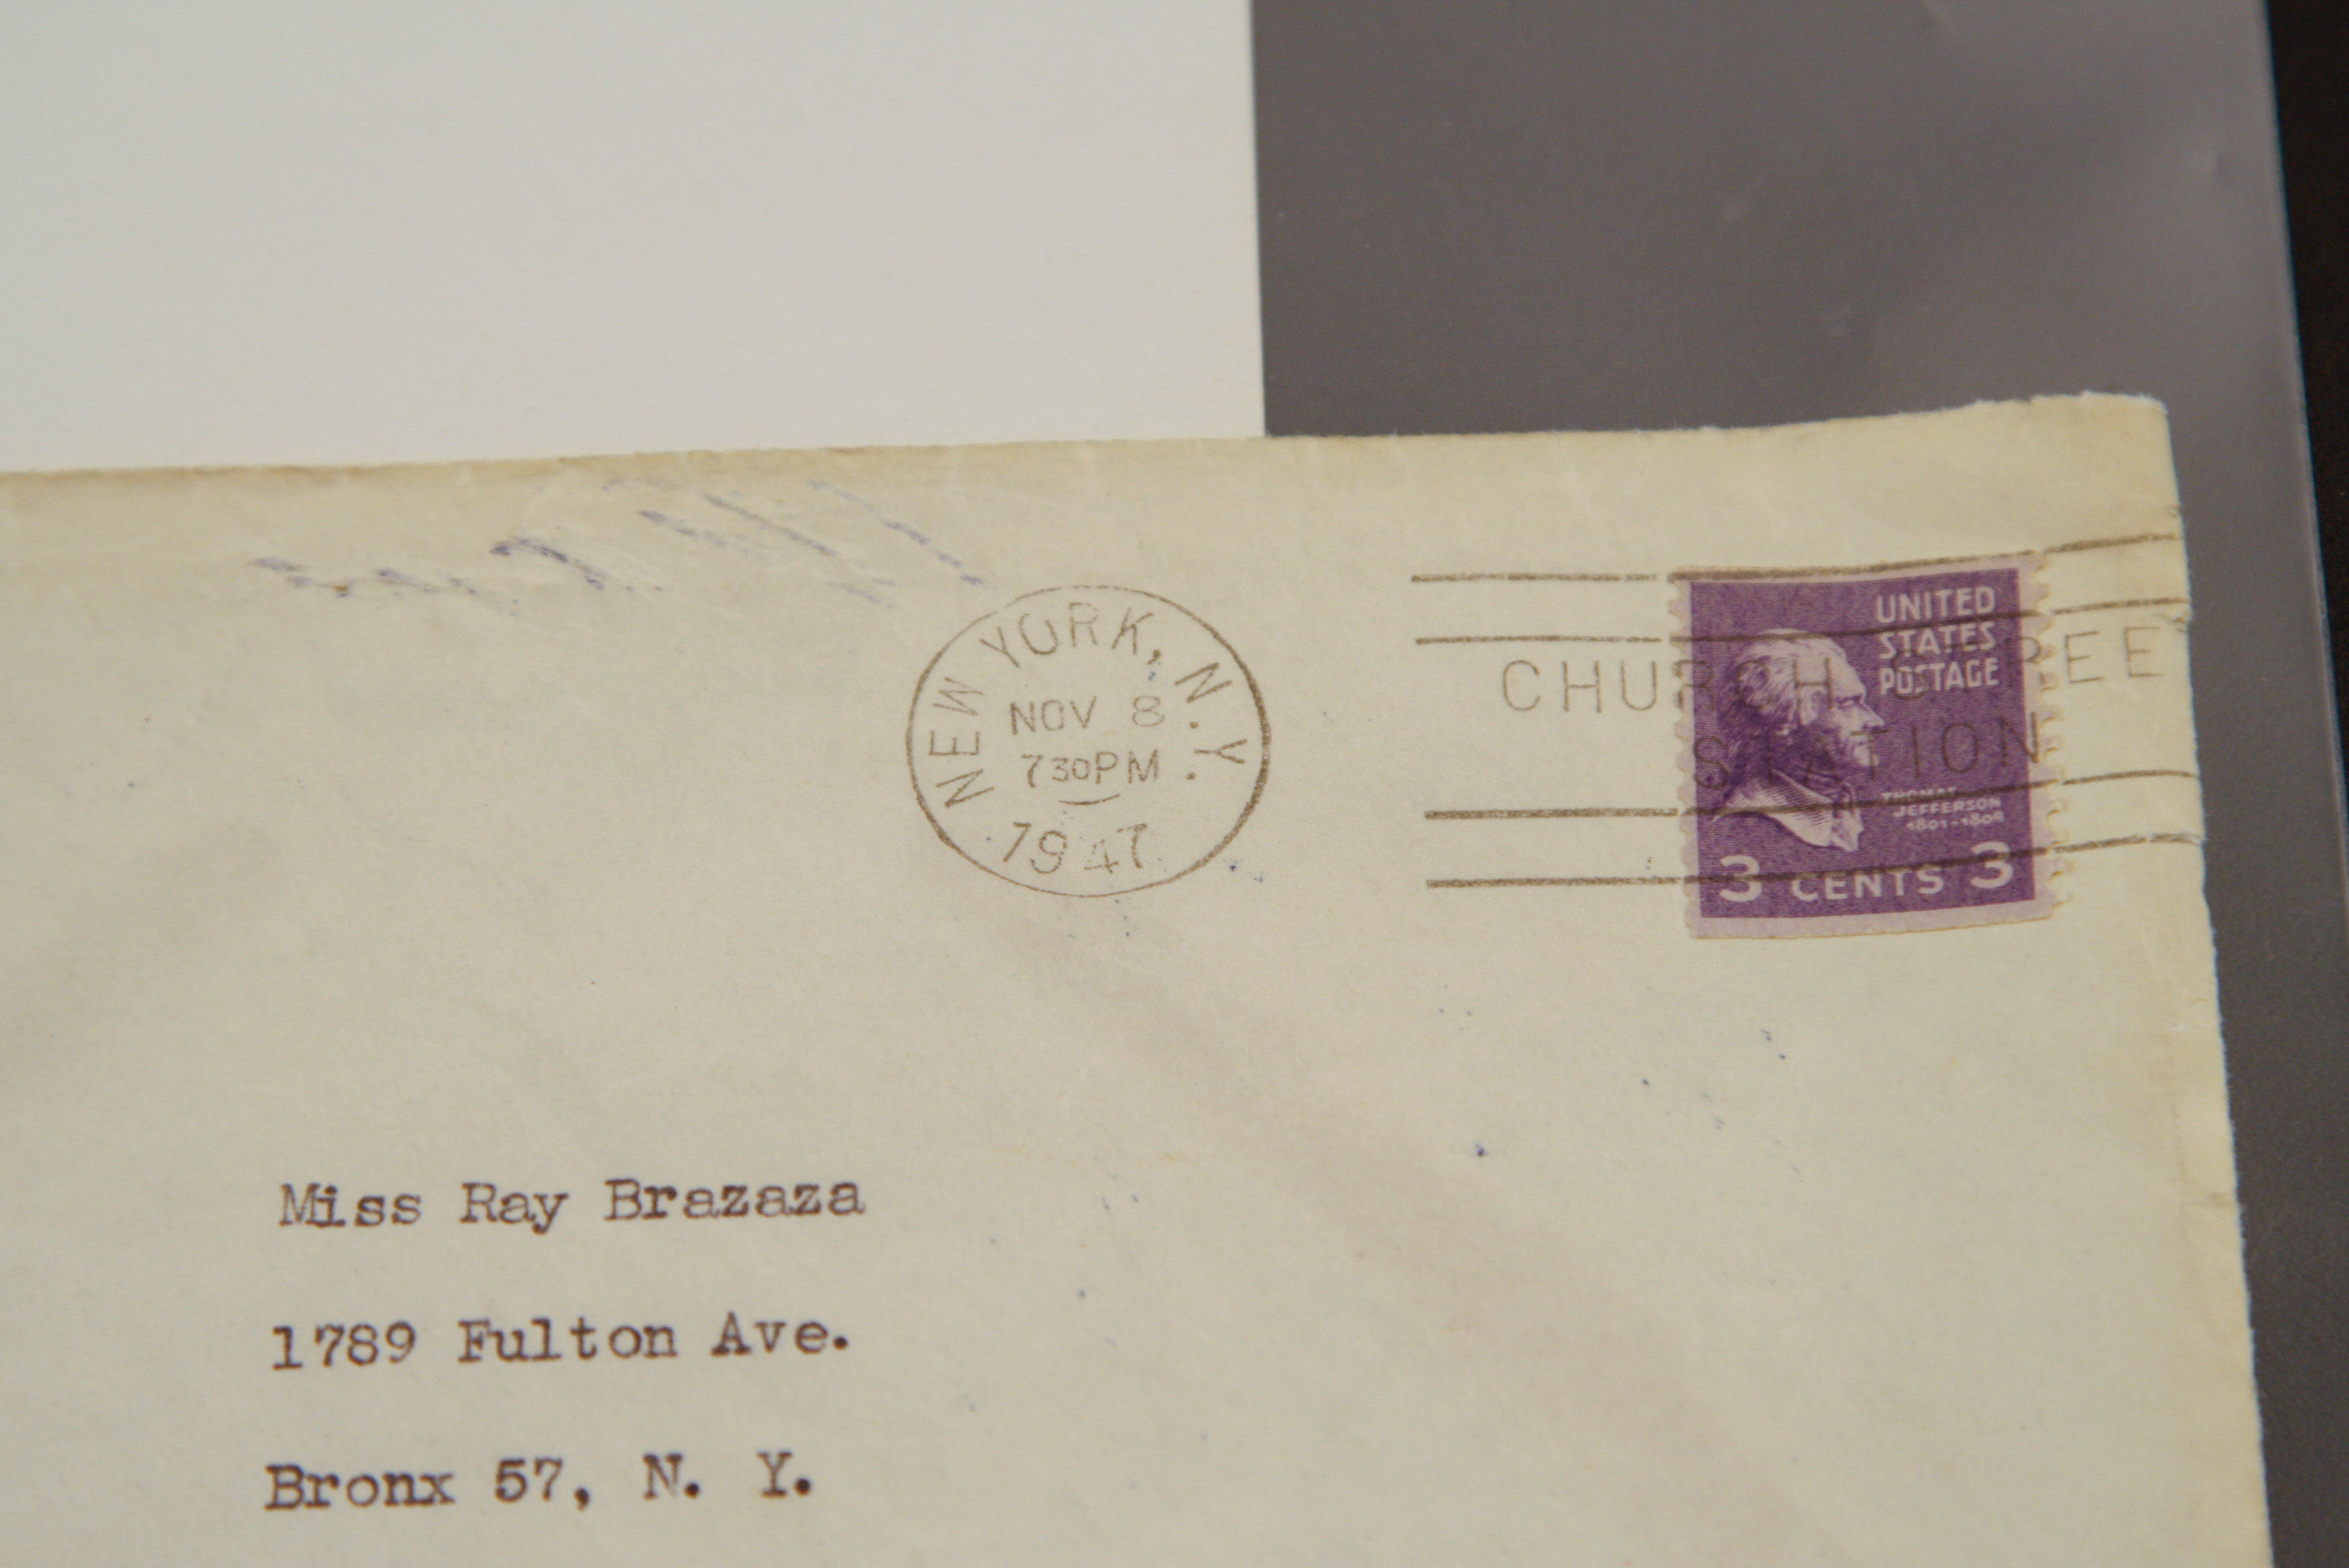 NEW YORK, N.Y.
NOV 8
730PM
1947
CHURCH STREE
STATION
UNITED
STATES
POSTAGE
THOMAS
JEFFERSON
1801-1809
3 CENTS 3
Miss Ray Brazaza
1789 Fulton Ave.
Bronx 57, N. Y.